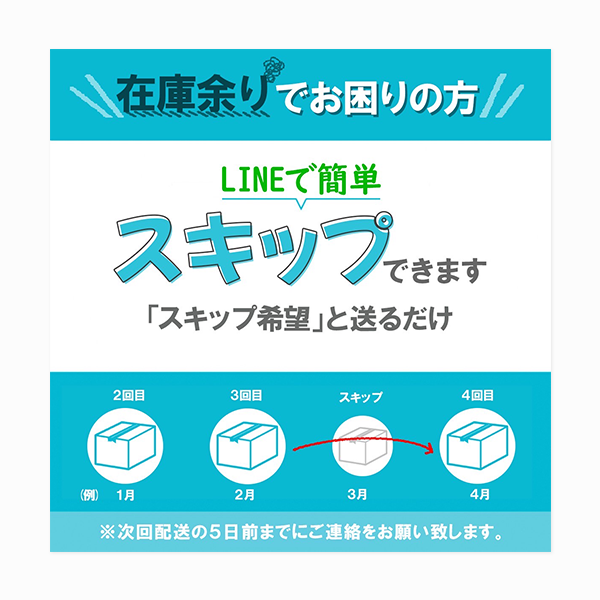 在庫余りでお困りの方
LINEで簡単
スキップできます
「スキップ希望」と送るだけ
2回目 3回目 スキップ 4回目
(例) 1月 2月 3月 4月
※次回配送の5日前までにご連絡をお願い致します。